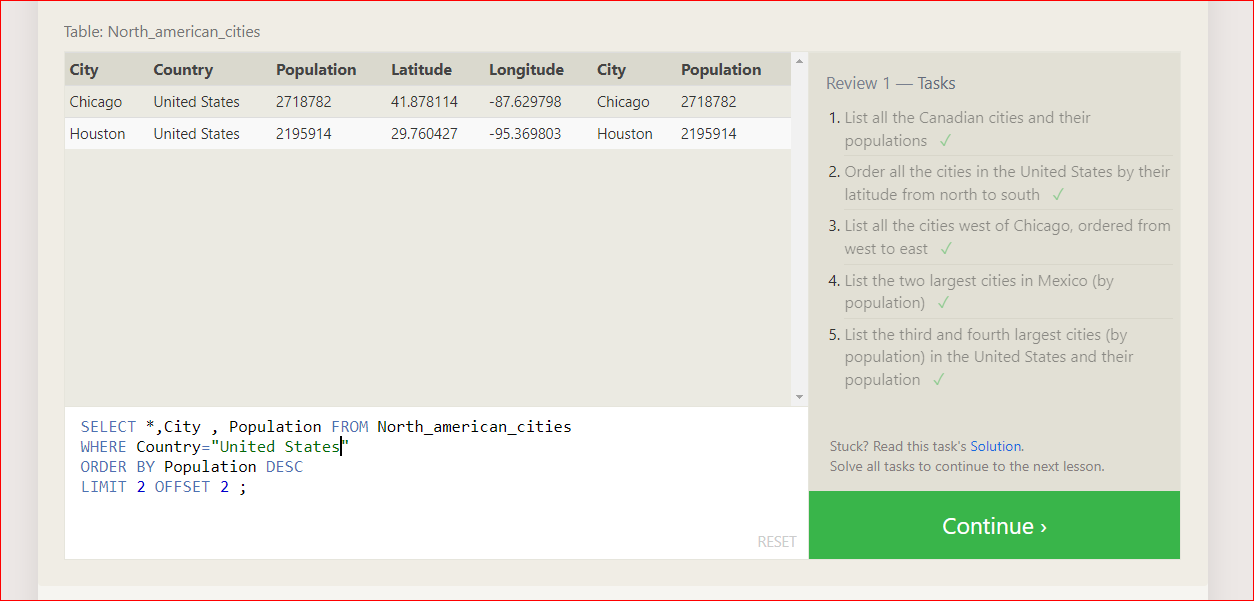 Table: North_american_cities
City Country Population Latitude Longitude City Population
Chicago United States 2718782 41.878114 -87.629798 Chicago 2718782
Houston United States 2195914 29.760427 -95.369803 Houston 2195914
SELECT *,City , Population FROM North_american_cities
WHERE Country="United States"
ORDER BY Population DESC
LIMIT 2 OFFSET 2 ;
RESET
Review 1 — Tasks
1. List all the Canadian cities and their
populations ✓
2. Order all the cities in the United States by their
latitude from north to south ✓
3. List all the cities west of Chicago, ordered from
west to east ✓
4. List the two largest cities in Mexico (by
population) ✓
5. List the third and fourth largest cities (by
population) in the United States and their
population ✓
Stuck? Read this task's Solution.
Solve all tasks to continue to the next lesson.
Continue ›